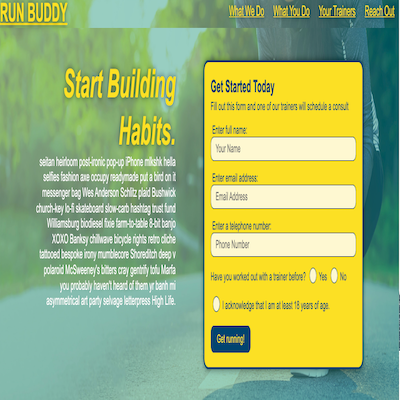 RUN BUDDY
What We Do What You Do Your Trainers Reach Out
Start Building
Habits.
seitan heirloom post-ironic pop-up iPhone mlkshk hella
selfies fashion axe occupy readymade put a bird on it
messenger bag Wes Anderson Schlitz plaid Bushwick
church-key lo-fi skateboard slow-carb hashtag trust fund
Williamsburg biodiesel fixie farm-to-table 8-bit banjo
XOXO Banksy chillwave bicycle rights retro cliche
tattooed bespoke irony mumblecore Shoreditch deep v
polaroid McSweeney's bitters cray gentrify tofu Marfa
you probably haven't heard of them yr banh mi
asymmetrical art party selvage letterpress High Life.
Get Started Today
Fill out this form and one of our trainers will schedule a consult
Enter full name:
Your Name
Enter email address:
Email Address
Enter a telephone number:
Phone Number
Have you worked out with a trainer before? Yes No
I acknowledge that I am at least 18 years of age.
Get running!